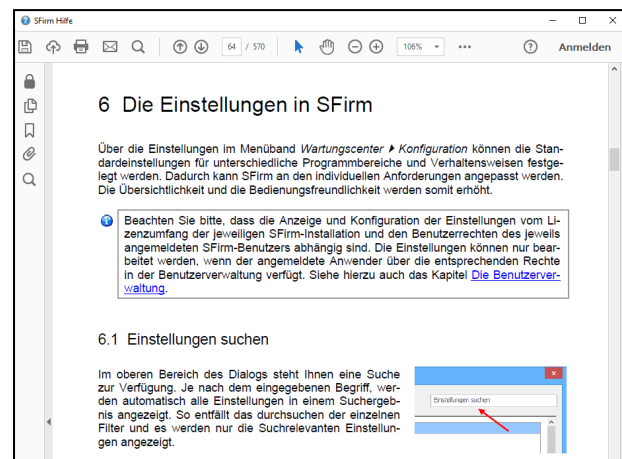 SFirm Hilfe
64 / 570
106%
Anmelden
6 Die Einstellungen in SFirm
Über die Einstellungen im Menüband Wartungscenter ▶ Konfiguration können die Stan-
dardeinstellungen für unterschiedliche Programmbereiche und Verhaltensweisen festge-
legt werden. Dadurch kann SFirm an den individuellen Anforderungen angepasst werden.
Die Übersichtlichkeit und die Bedienungsfreundlichkeit werden somit erhöht.
Beachten Sie bitte, dass die Anzeige und Konfiguration der Einstellungen vom Li-
zenzumfang der jeweiligen SFirm-Installation und den Benutzerrechten des jeweils
angemeldeten SFirm-Benutzers abhängig sind. Die Einstellungen können nur bear-
beitet werden, wenn der angemeldete Anwender über die entsprechenden Rechte
in der Benutzerverwaltung verfügt. Siehe hierzu auch das Kapitel Die Benutzerver-
waltung.
6.1 Einstellungen suchen
Im oberen Bereich des Dialogs steht Ihnen eine Suche
zur Verfügung. Je nach dem eingegebenen Begriff, wer-
den automatisch alle Einstellungen in einem Suchergeb-
nis angezeigt. So entfällt das durchsuchen der einzelnen
Filter und es werden nur die Suchrelevanten Einstellun-
gen angezeigt.
Einstellungen suchen